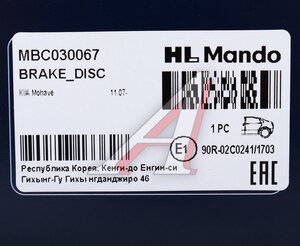 MBC030067
HL Mando
BRAKE_DISC
KIA Mohave 11.07-
1 PC
E1 90R-02C0241/1703
EAC
Республика Корея, Кенги-до Енгин-си
Гихынг-Гу Гихы нгданджиро 46